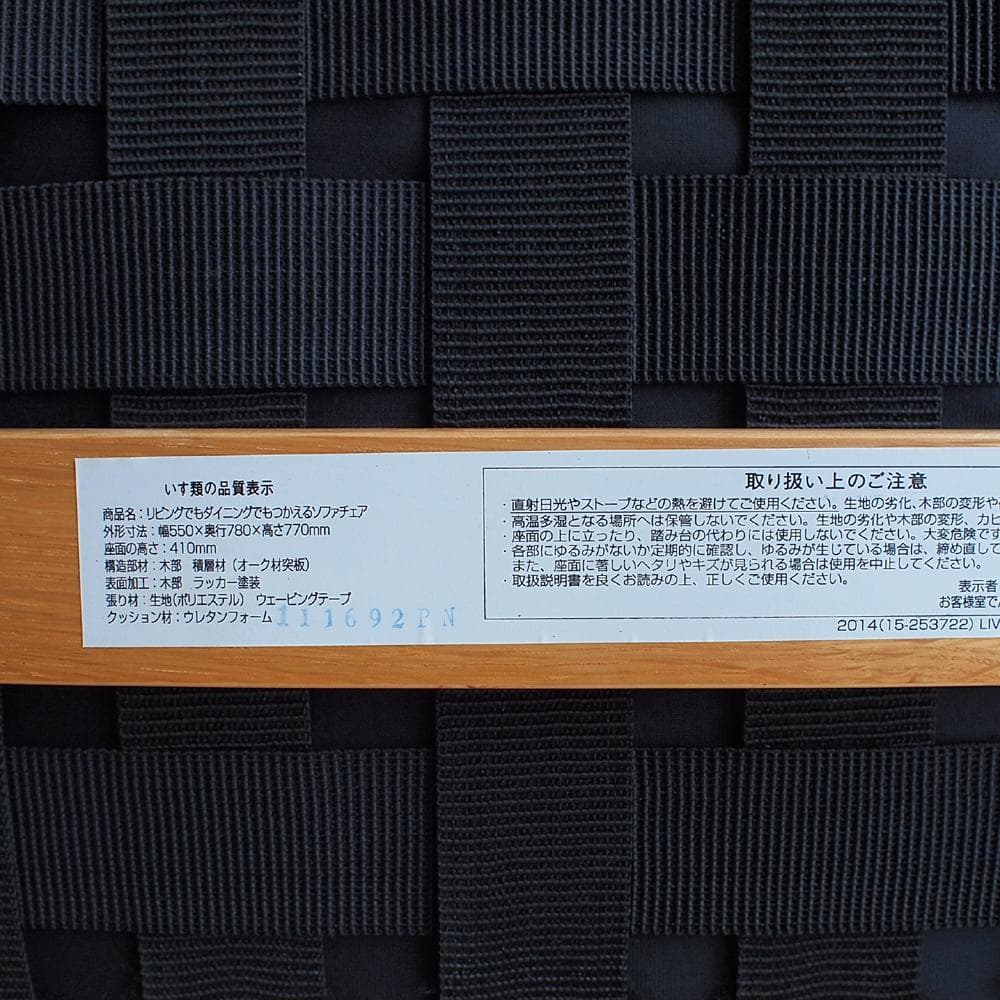 いす類の品質表示
商品名：リビングでもダイニングでもつかえるソファチェア
外形寸法：幅550×奥行780×高さ770mm
座面の高さ：410mm
構造部材：木部 積層材（オーク材突板）
表面加工：木部 ラッカー塗装
張り材：生地(ポリエステル) ウェービングテープ
クッション材：ウレタンフォーム
111692PN
取り扱い上のご注意
・直射日光やストーブなどの熱を避けてご使用ください。生地の劣化、木部の変形や
・高温多湿となる場所へは保管しないでください。生地の劣化や木部の変形、カビ
・座面の上に立ったり、踏み台の代わりには使用しないでください。大変危険です
・各部にゆるみがないか定期的に確認し、ゆるみが生じている場合は、締め直して
また、座面に著しいヘタリやキズが見られる場合は使用を中止してください。
・取扱説明書を良くお読みの上、正しくご使用ください。
表示者
お客様室で
2014(15-253722) LIV